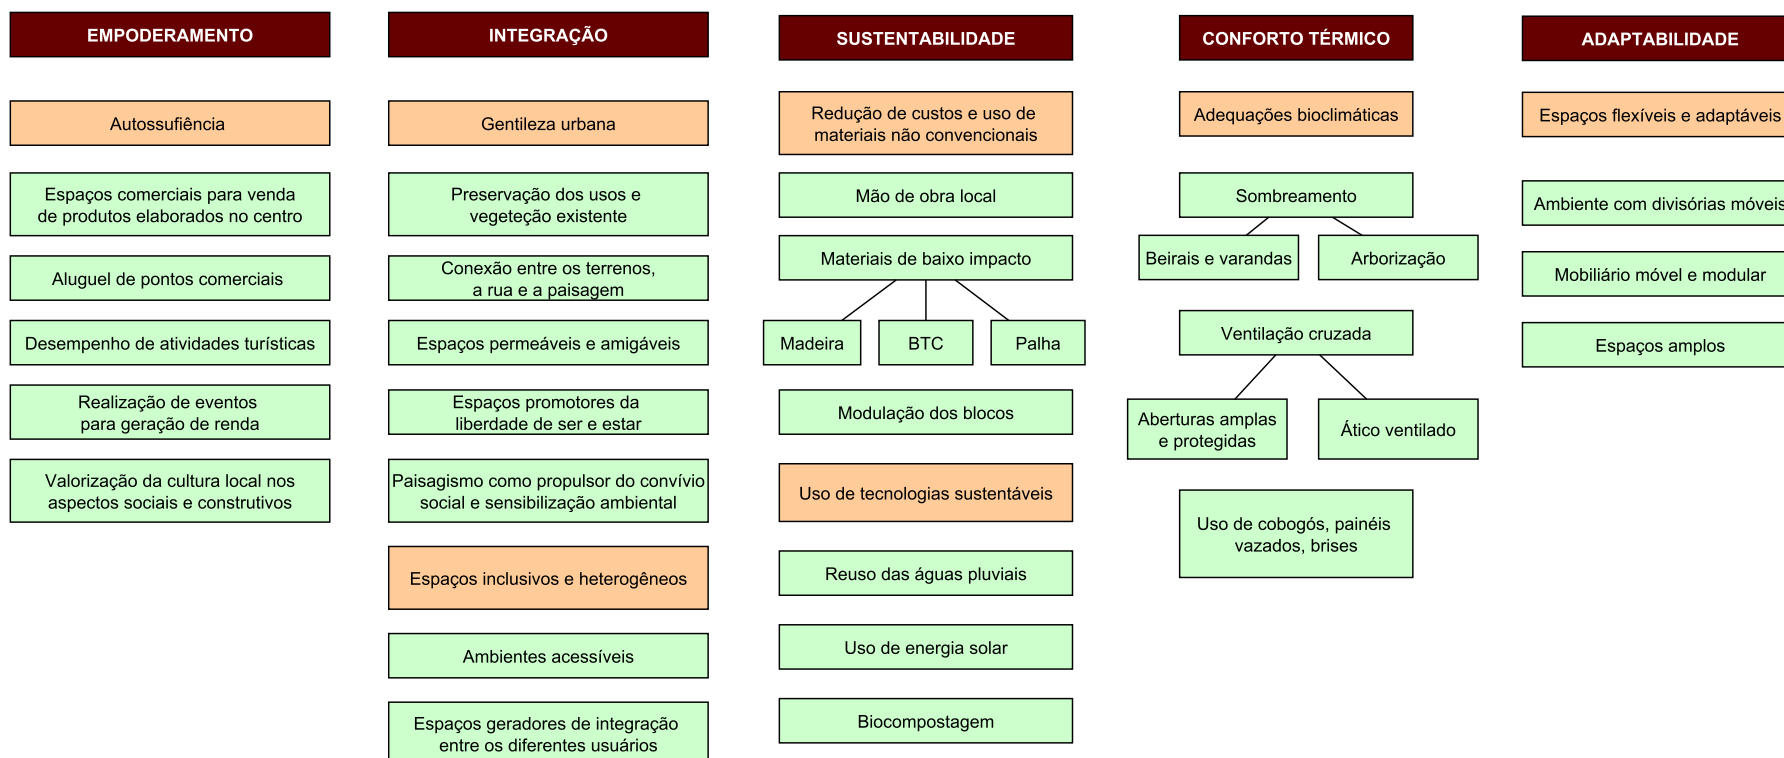 EMPODERAMENTO
Autossufiência
Espaços comerciais para venda
de produtos elaborados no centro
Aluguel de pontos comerciais
Desempenho de atividades turísticas
Realização de eventos
para geração de renda
Valorização da cultura local nos
aspectos sociais e construtivos
INTEGRAÇÃO
Gentileza urbana
Preservação dos usos e
vegeteção existente
Conexão entre os terrenos,
a rua e a paisagem
Espaços permeáveis e amigáveis
Espaços promotores da
liberdade de ser e estar
Paisagismo como propulsor do convívio
social e sensibilização ambiental
Espaços inclusivos e heterogêneos
Ambientes acessíveis
Espaços geradores de integração
entre os diferentes usuários
SUSTENTABILIDADE
Redução de custos e uso de
materiais não convencionais
Mão de obra local
Materiais de baixo impacto
Madeira
BTC
Palha
Modulação dos blocos
Uso de tecnologias sustentáveis
Reuso das águas pluviais
Uso de energia solar
Biocompostagem
CONFORTO TÉRMICO
Adequações bioclimáticas
Sombreamento
Beirais e varandas
Arborização
Ventilação cruzada
Aberturas amplas
e protegidas
Ático ventilado
Uso de cobogós, painéis
vazados, brises
ADAPTABILIDADE
Espaços flexíveis e adaptáveis
Ambiente com divisórias móveis
Mobiliário móvel e modular
Espaços amplos